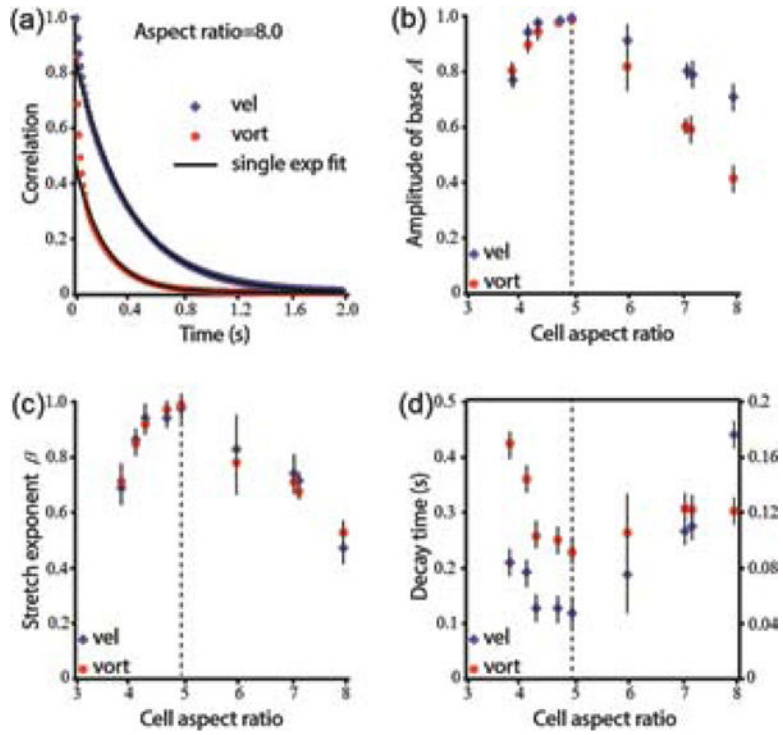 (a)
Aspect ratio=8.0
1.0
0.8
0.6
0.4
0.2
0
Correlation
vel
vort
single exp fit
0 0.4 0.8 1.2 1.6 2.0
Time (s)
(b)
1.0
0.8
0.6
0.4
0.2
0
Amplitude of base A
vel
vort
3 4 5 6 7 8
Cell aspect ratio
(c)
1.0
0.8
0.6
0.4
0.2
0
Stretch exponent β
vel
vort
3 4 5 6 7 8
Cell aspect ratio
(d)
0.5
0.4
0.3
0.2
0.1
0
Decay time (s)
0.2
0.16
0.12
0.08
0.04
vel
vort
3 4 5 6 7 8
Cell aspect ratio